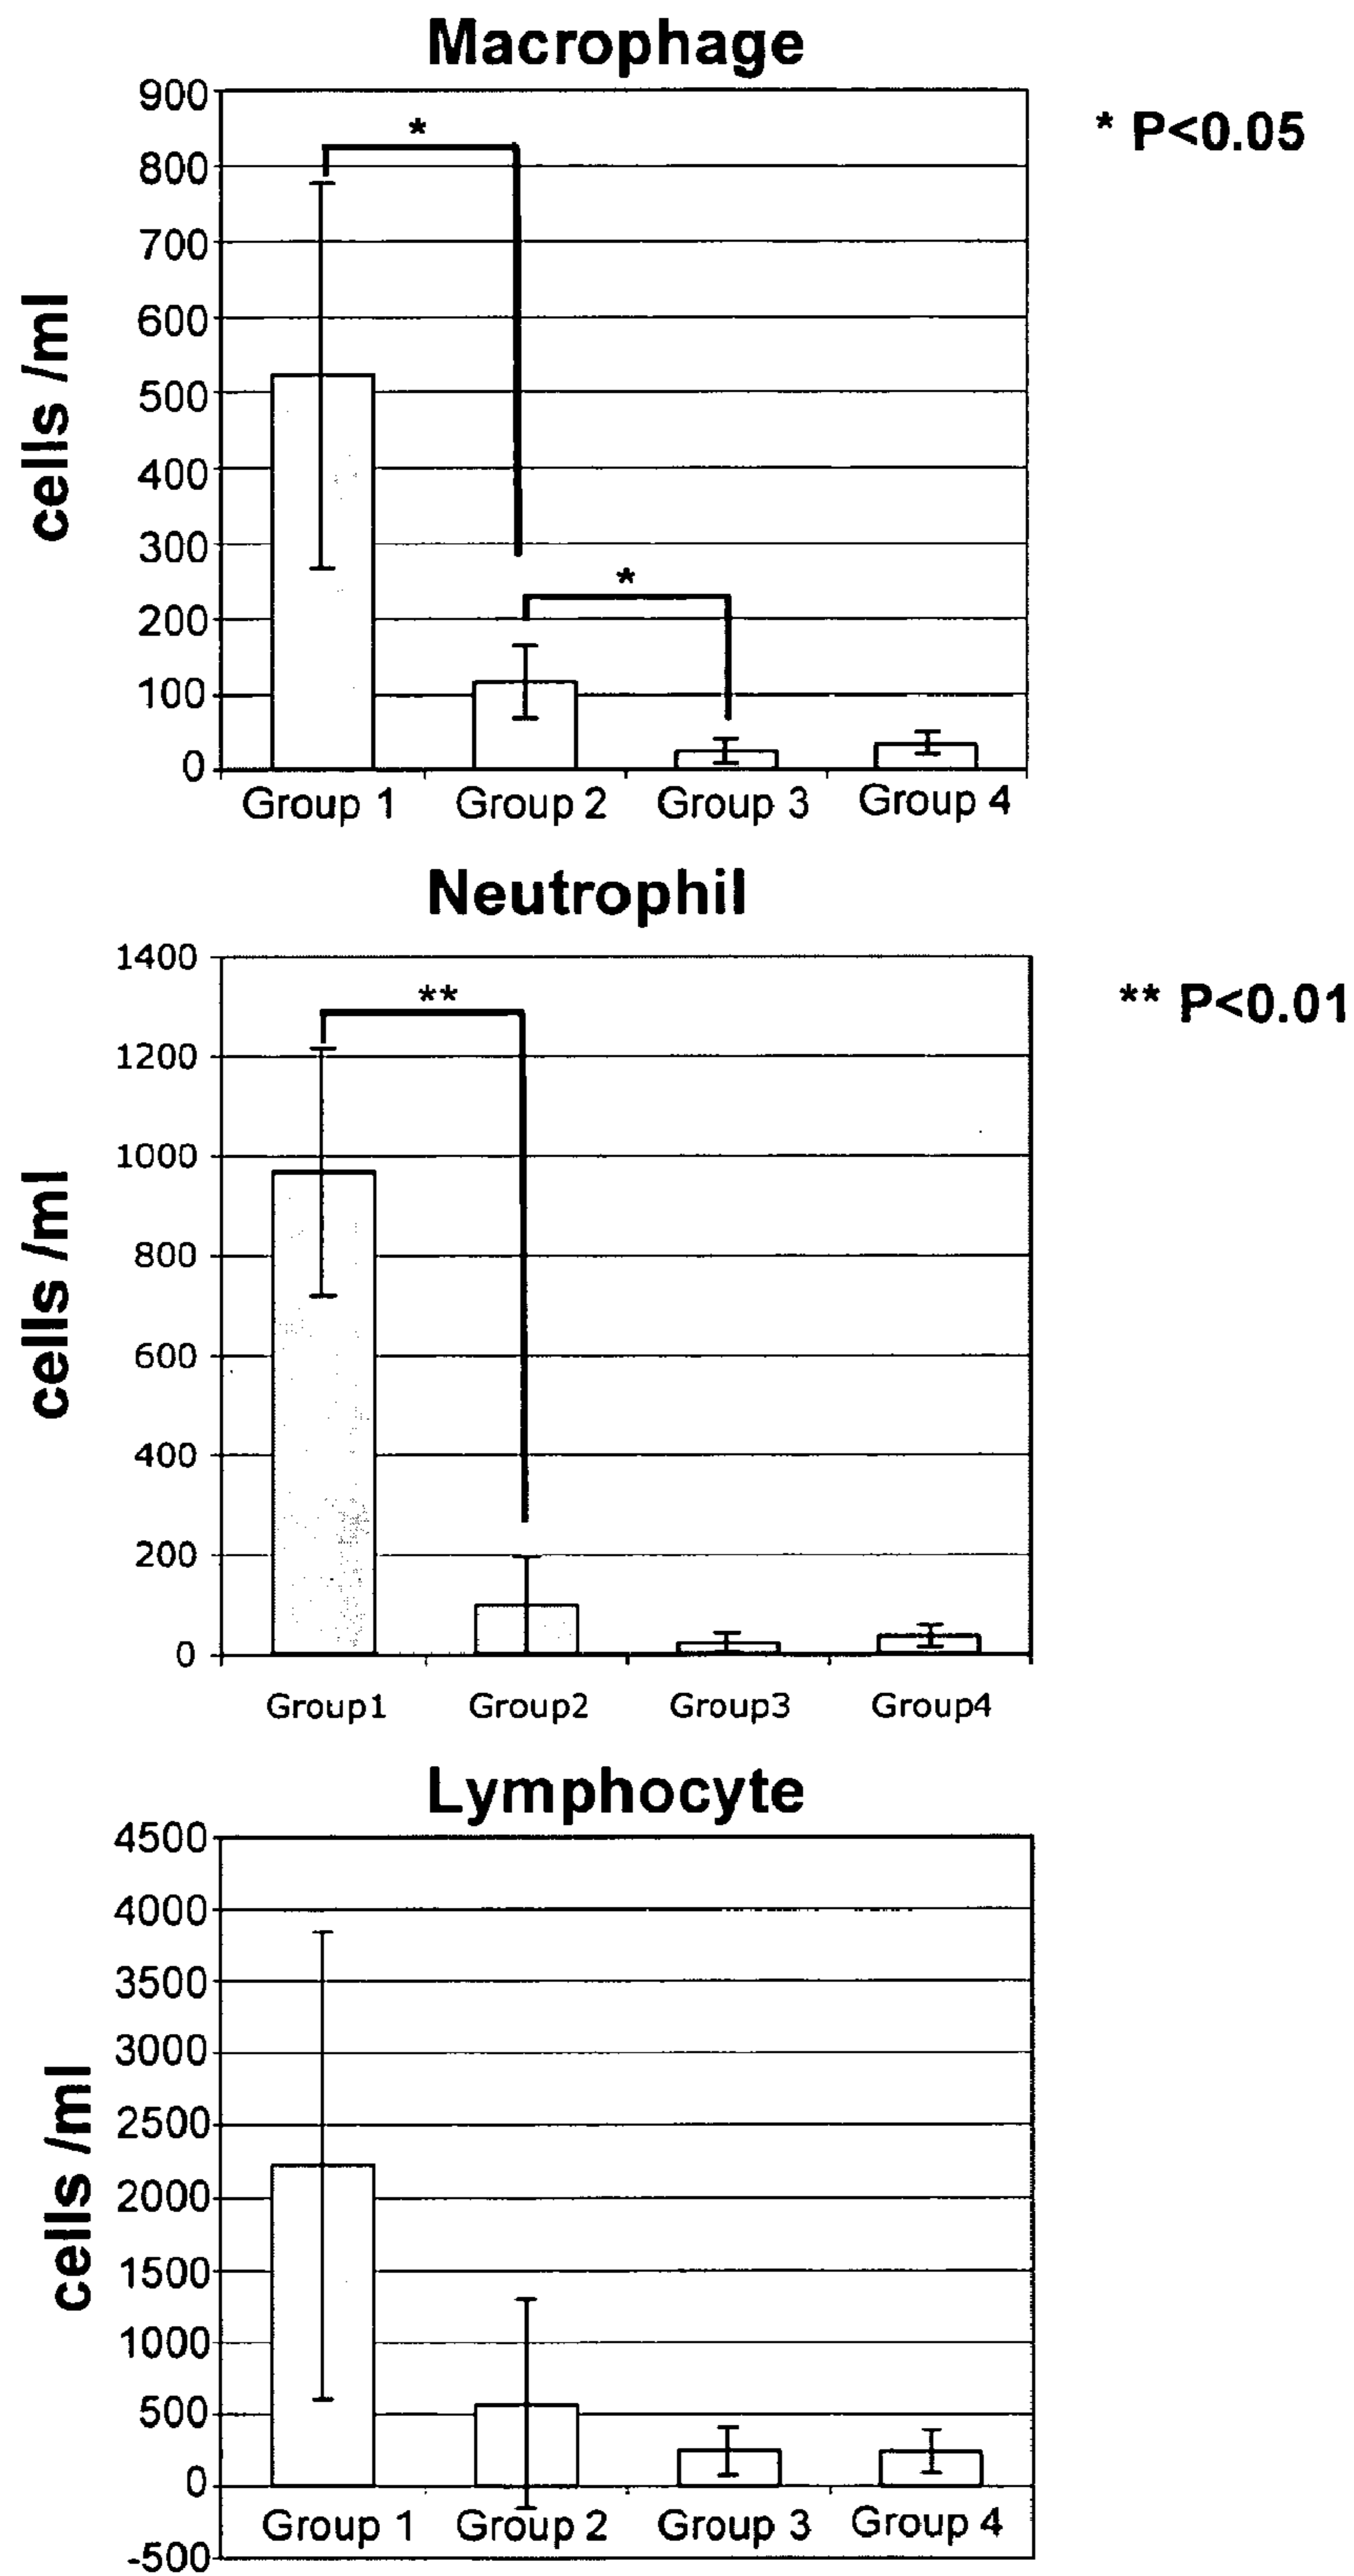 Macrophage
* P<0.05
cells /ml
900
800
700
600
500
400
300
200
100
0
*
*
Group 1 Group 2 Group 3 Group 4
Neutrophil
** P<0.01
cells /ml
1400
1200
1000
800
600
400
200
0
**
Group1 Group2 Group3 Group4
Lymphocyte
cells /ml
4500
4000
3500
3000
2500
2000
1500
1000
500
0
-500
Group 1 Group 2 Group 3 Group 4